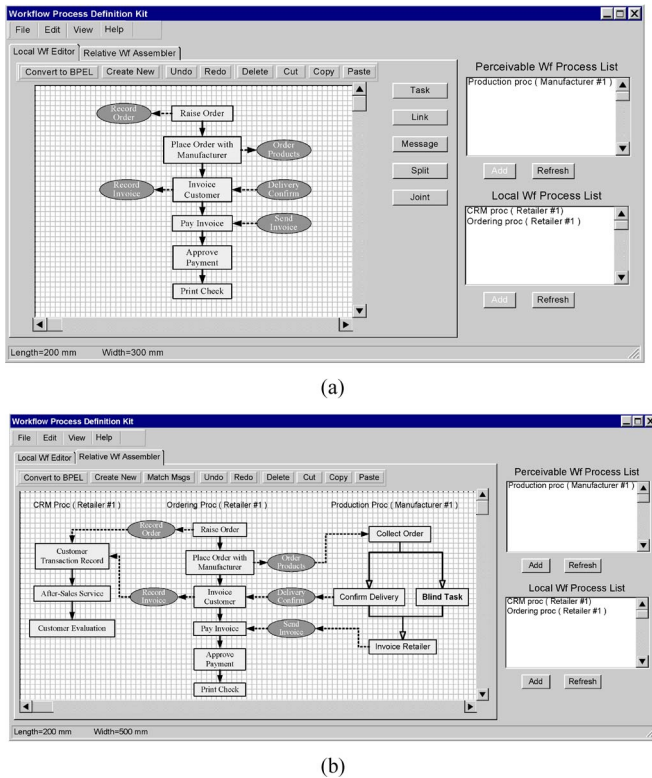 Workflow Process Definition Kit
File Edit View Help
Local Wf Editor Relative Wf Assembler
Convert to BPEL Create New Undo Redo Delete Cut Copy Paste
Record Order
Raise Order
Place Order with Manufacturer
Order Products
Record Invoice
Invoice Customer
Delivery Confirm
Pay Invoice
Send Invoice
Approve Payment
Print Check
Task
Link
Message
Split
Joint
Perceivable Wf Process List
Production proc ( Manufacturer #1 )
Add Refresh
Local Wf Process List
CRM proc ( Retailer #1)
Ordering proc ( Retailer #1 )
Add Refresh
Length=200 mm Width=300 mm
(a)
Workflow Process Definition Kit
File Edit View Help
Local Wf Editor Relative Wf Assembler
Convert to BPEL Create New Match Msgs Undo Redo Delete Cut Copy Paste
CRM Proc ( Retailer #1 ) Ordering Proc ( Retailer #1 ) Production Proc ( Manufacturer #1 )
Record Order
Raise Order
Collect Order
Customer Transaction Record
Place Order with Manufacturer
Order Products
After-Sales Service
Record Invoice
Invoice Customer
Delivery Confirm
Confirm Delivery
Blind Task
Customer Evaluation
Pay Invoice
Send Invoice
Invoice Retailer
Approve Payment
Print Check
Perceivable Wf Process List
Production proc ( Manufacturer #1 )
Add Refresh
Local Wf Process List
CRM proc ( Retailer #1)
Ordering proc ( Retailer #1 )
Add Refresh
Length=200 mm Width=500 mm
(b)